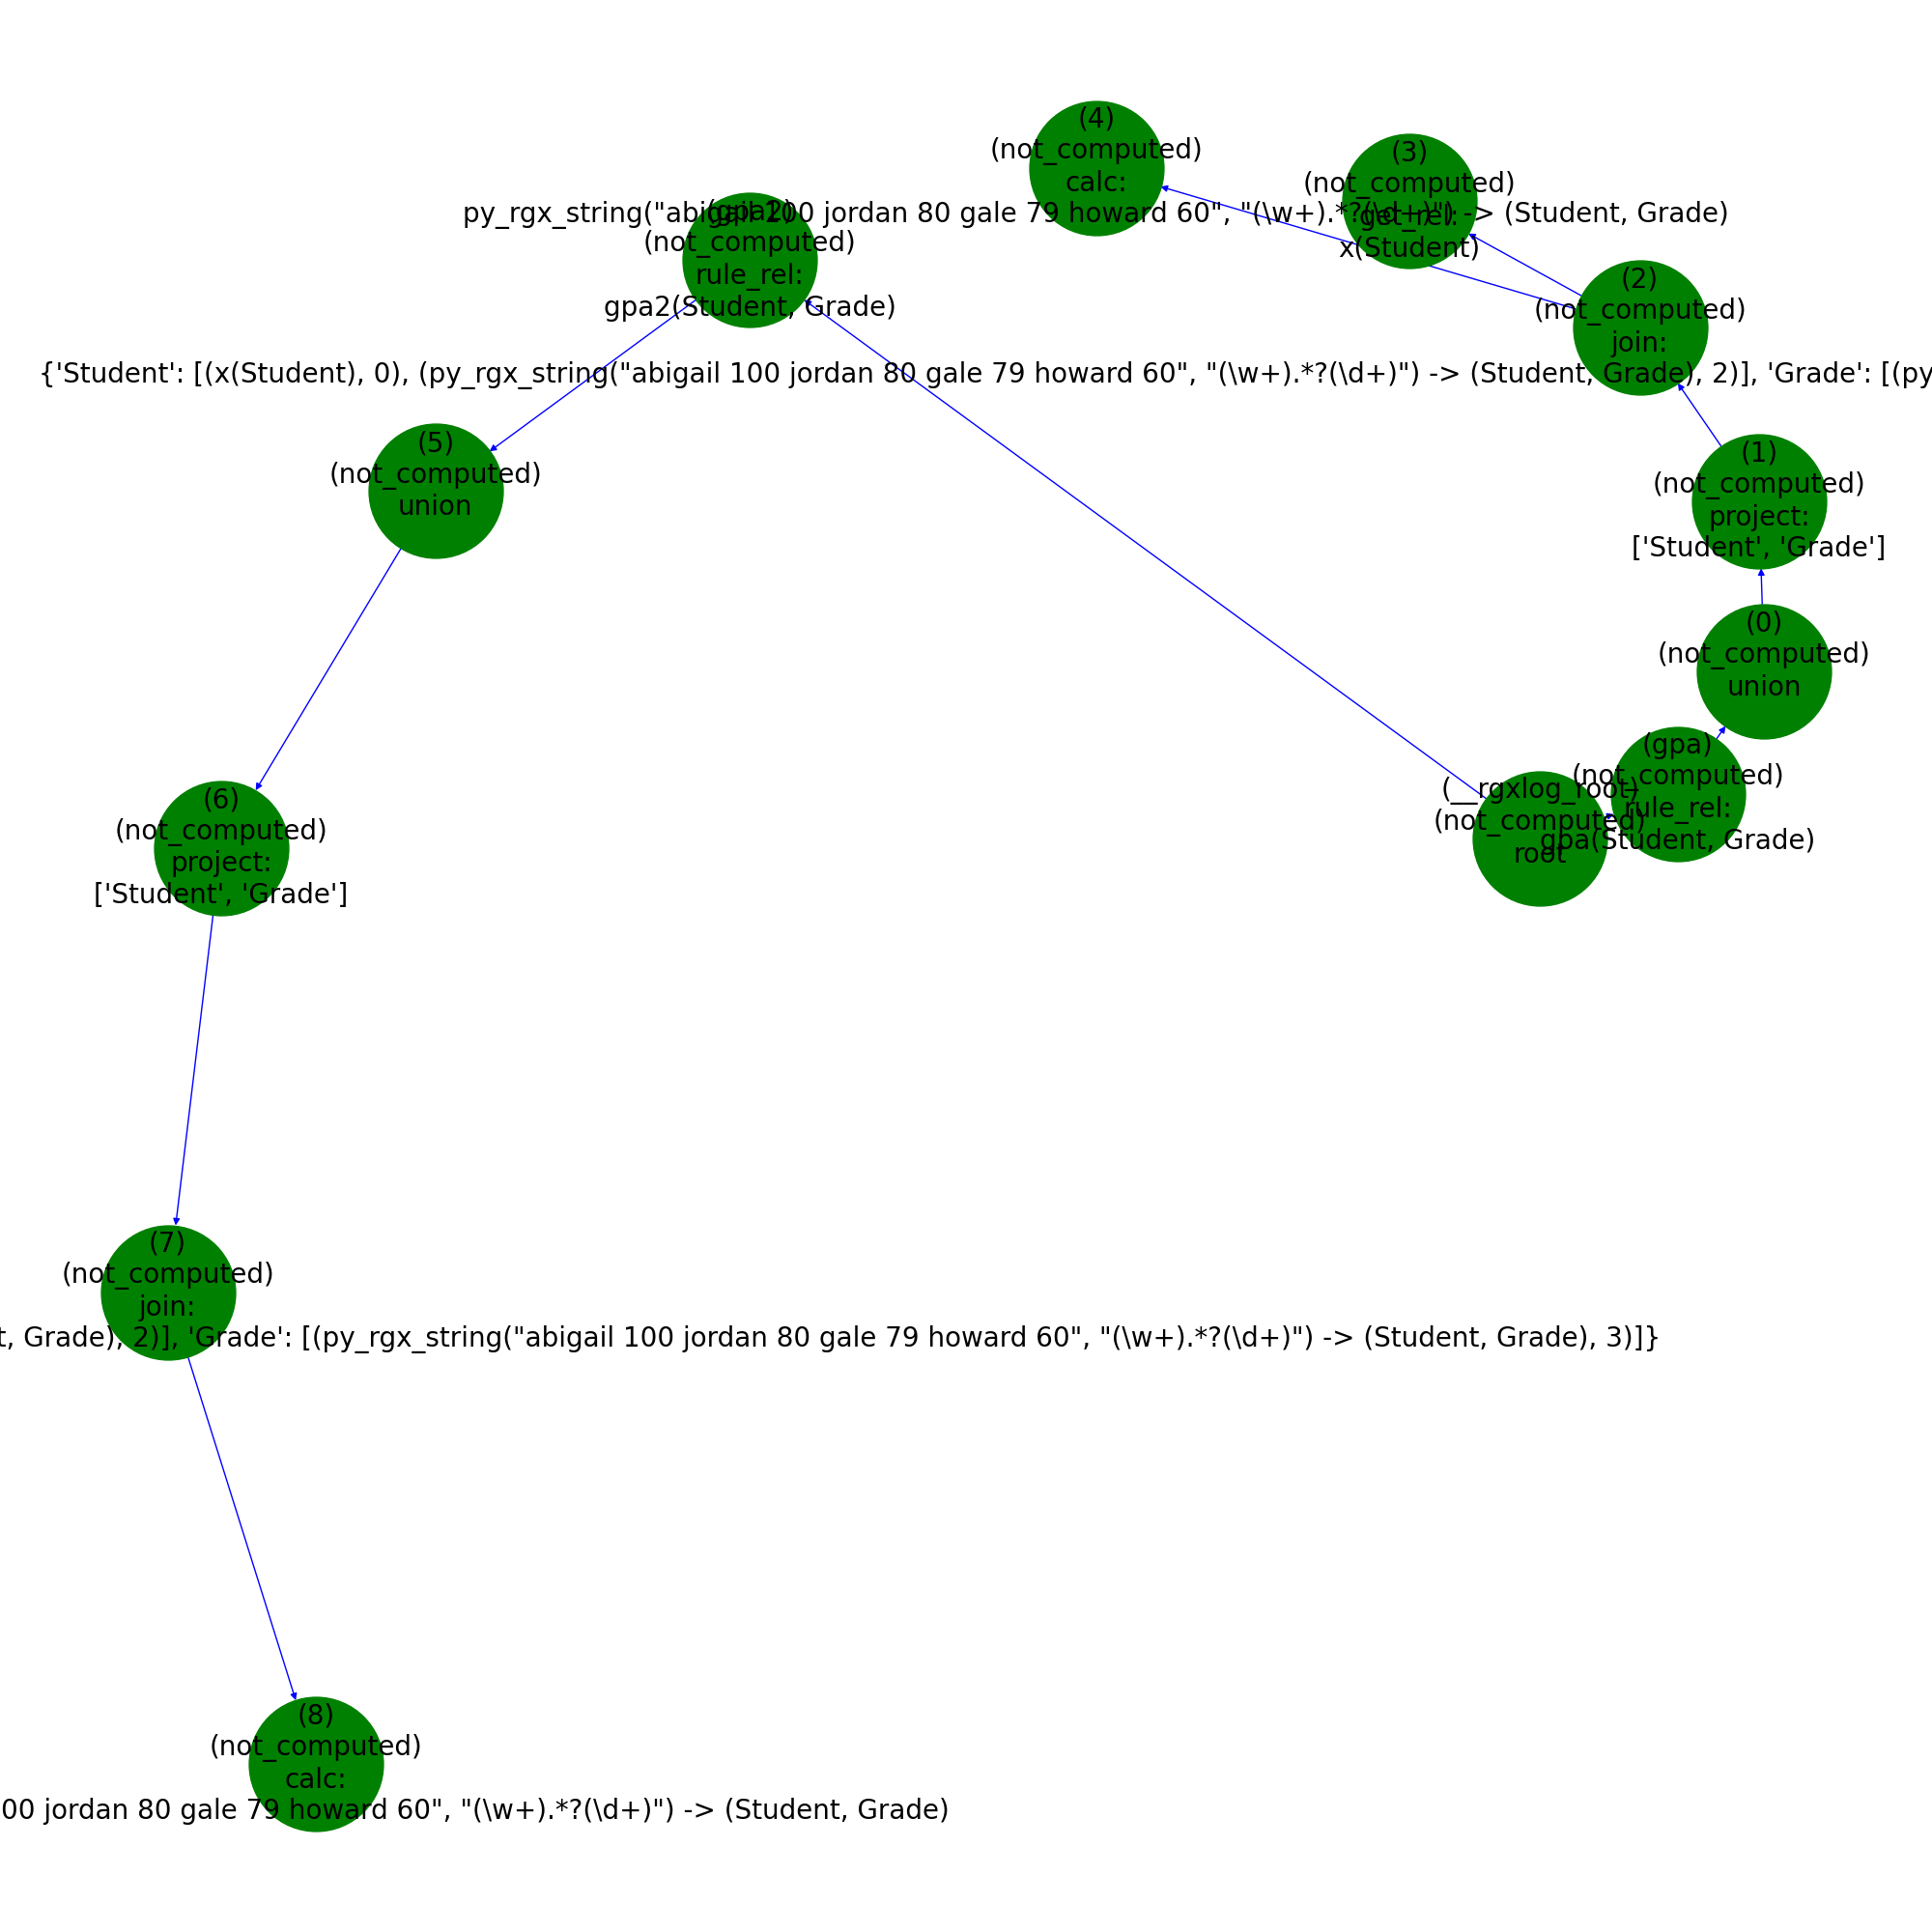 (4)
(not_computed)
calc:
py_rgx_string("abigail 100 jordan 80 gale 79 howard 60", "(\w+).*?(\d+)") -> (Student, Grade)
(3)
(not_computed)
get_rel:
x(Student)
(gpa2)
(not_computed)
rule_rel:
gpa2(Student, Grade)
(2)
(not_computed)
join:
{'Student': [(x(Student), 0), (py_rgx_string("abigail 100 jordan 80 gale 79 howard 60", "(\w+).*?(\d+)") -> (Student, Grade), 2)], 'Grade': [(py
(5)
(not_computed)
union
(1)
(not_computed)
project:
['Student', 'Grade']
(0)
(not_computed)
union
(gpa)
(not_computed)
rule_rel:
gpa(Student, Grade)
(__rgxlog_root)
(not_computed)
root
(6)
(not_computed)
project:
['Student', 'Grade']
(7)
(not_computed)
join:
t, Grade), 2)], 'Grade': [(py_rgx_string("abigail 100 jordan 80 gale 79 howard 60", "(\w+).*?(\d+)") -> (Student, Grade), 3)]}
(8)
(not_computed)
calc:
00 jordan 80 gale 79 howard 60", "(\w+).*?(\d+)") -> (Student, Grade)